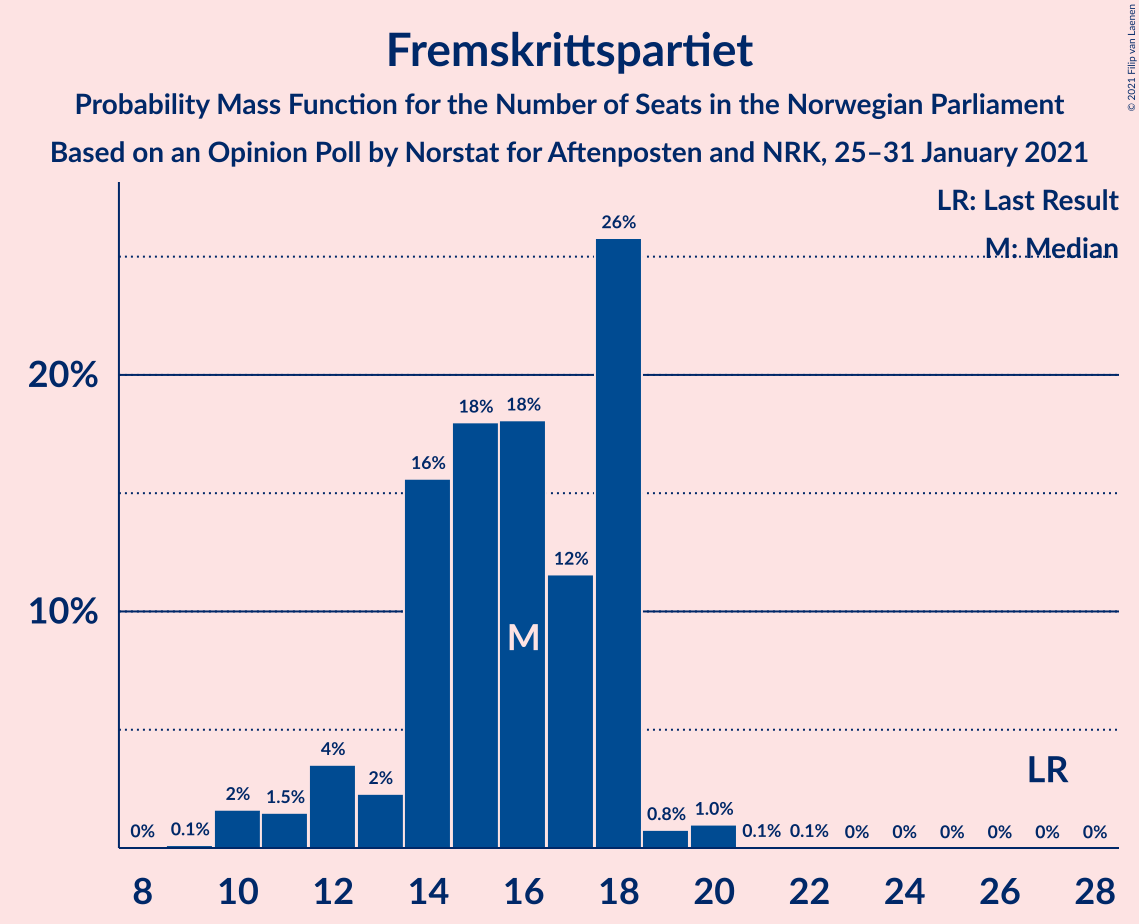 Fremskrittspartiet
Probability Mass Function for the Number of Seats in the Norwegian Parliament
Based on an Opinion Poll by Norstat for Aftenposten and NRK, 25–31 January 2021
© 2021 Filip van Laenen
LR: Last Result
M: Median
20%
10%
0%
0.1%
2%
1.5%
4%
2%
16%
18%
18%
12%
26%
0.8%
1.0%
0.1%
0.1%
0%
0%
0%
0%
0%
0%
M
LR
8 10 12 14 16 18 20 22 24 26 28